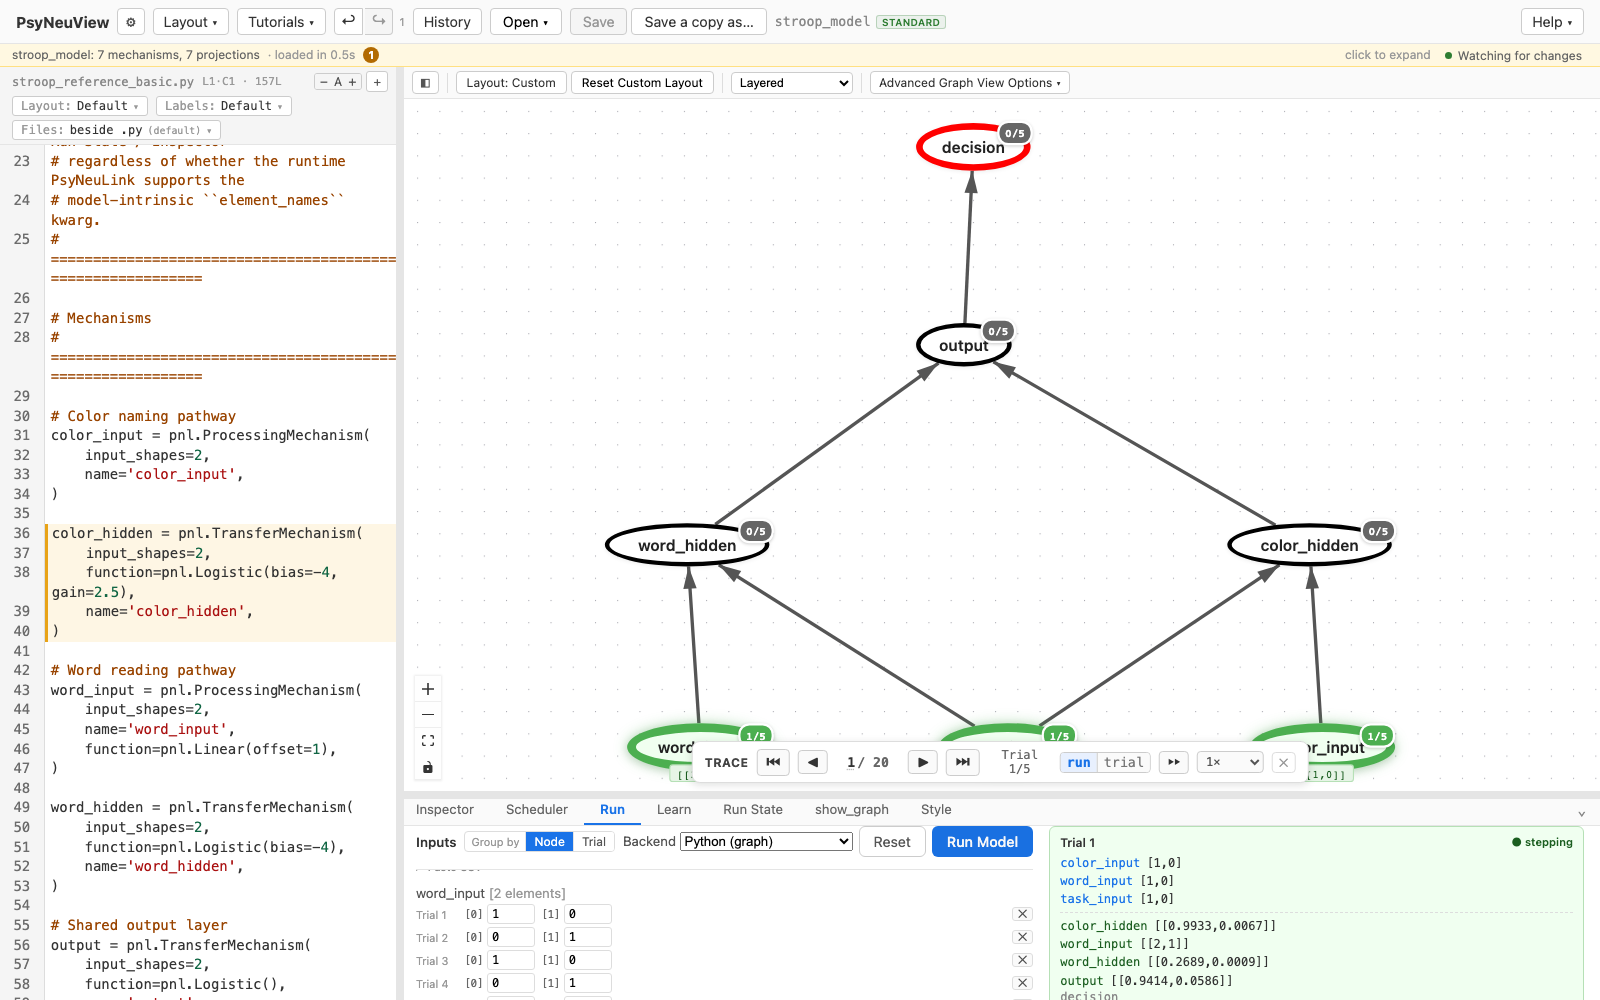 PsyNeuView ⚙ Layout ▾ Tutorials ▾ ↩ ↪ 1 History Open ▾ Save Save a copy as... stroop_model STANDARD Help ▾
stroop_model: 7 mechanisms, 7 projections · loaded in 0.5s 1 click to expand ● Watching for changes
stroop_reference_basic.py L1:C1 · 157L − A + +
Layout: Default ▾ Labels: Default ▾
Files: beside .py (default) ▾
23 # regardless of whether the runtime
PsyNeuLink supports the
24 # model-intrinsic ``element_names``
kwarg.
25 #
=========================================
==================
26
27 # Mechanisms
28 #
=========================================
==================
29
30 # Color naming pathway
31 color_input = pnl.ProcessingMechanism(
32 input_shapes=2,
33 name='color_input',
34 )
35
36 color_hidden = pnl.TransferMechanism(
37 input_shapes=2,
38 function=pnl.Logistic(bias=-4,
gain=2.5),
39 name='color_hidden',
40 )
41
42 # Word reading pathway
43 word_input = pnl.ProcessingMechanism(
44 input_shapes=2,
45 name='word_input',
46 function=pnl.Linear(offset=1),
47 )
48
49 word_hidden = pnl.TransferMechanism(
50 input_shapes=2,
51 function=pnl.Logistic(bias=-4),
52 name='word_hidden',
53 )
54
55 # Shared output layer
56 output = pnl.TransferMechanism(
57 input_shapes=2,
58 function=pnl.Logistic(),
Layout: Custom Reset Custom Layout Layered Advanced Graph View Options ▾
decision 0/5
output 0/5
word_hidden 0/5
color_hidden 0/5
word 1/5
1/5
or_input 1/5
[[ 1,0]]
TRACE ⏮ ◀ 1 / 20 ▶ ⏭ Trial 1/5 run trial ▸▸ 1× ×
Inspector Scheduler Run Learn Run State show_graph Style
Inputs Group by Node Trial Backend Python (graph) Reset Run Model
word_input [2 elements]
Trial 1 [0] 1 [1] 0 ×
Trial 2 [0] 0 [1] 1 ×
Trial 3 [0] 1 [1] 0 ×
Trial 4 [0] 0 [1] 1 ×
Trial 1 ● stepping
color_input [1,0]
word_input [1,0]
task_input [1,0]
color_hidden [[0.9933,0.0067]]
word_input [[2,1]]
word_hidden [[0.2689,0.0009]]
output [[0.9414,0.0586]]
decision